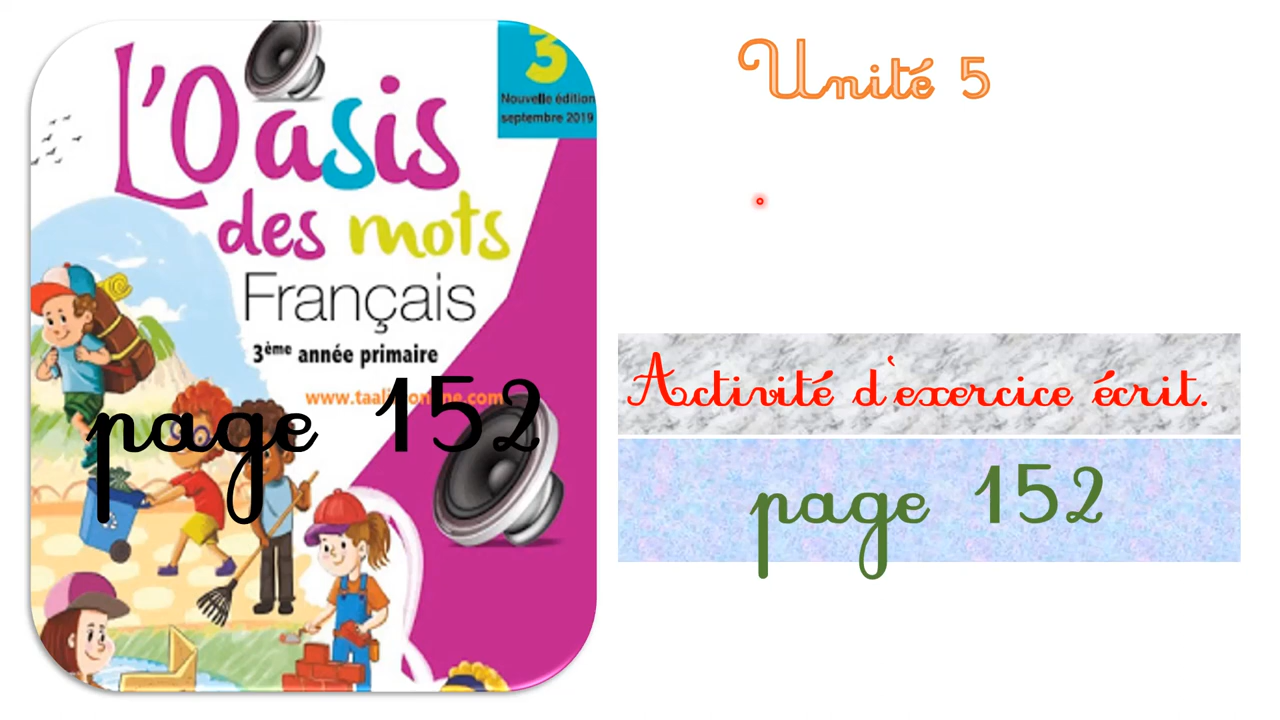 L'Oasis
des mots
Français
3ème année primaire
3
Nouvelle édition
septembre 2019
page 152
Unité 5
Activité d'exercice écrit.
page 152